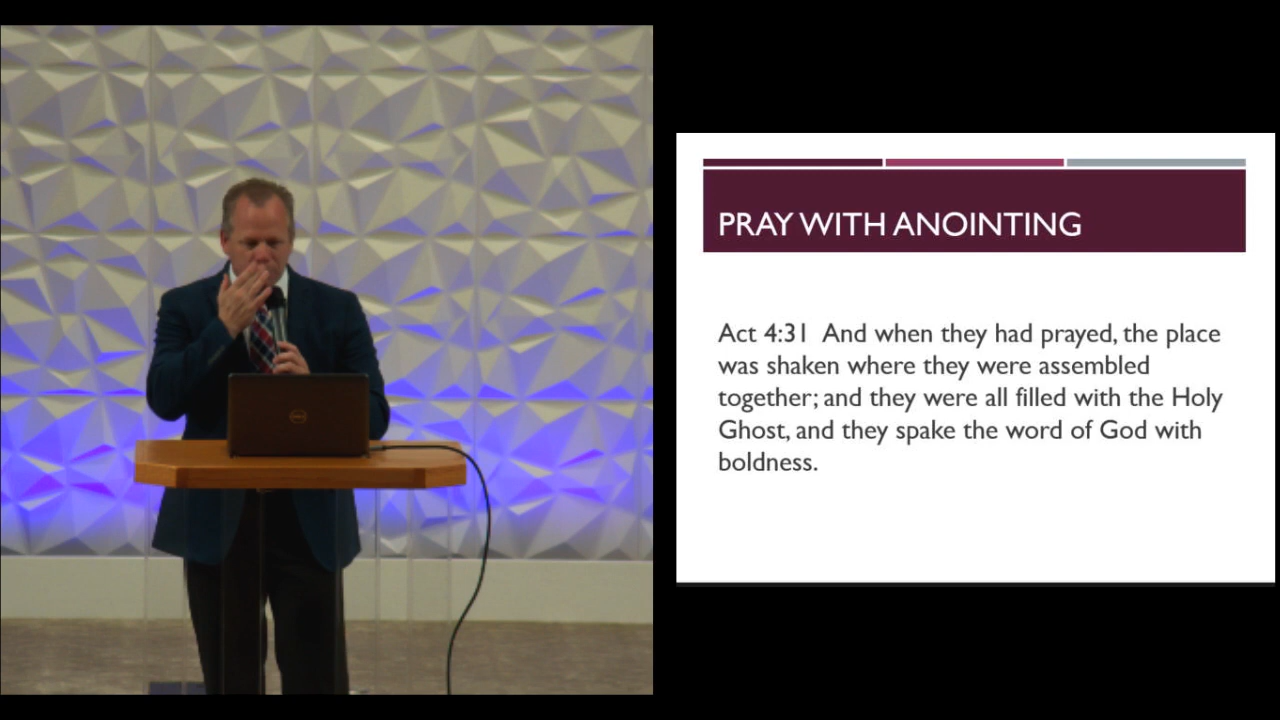 PRAY WITH ANOINTING
Act 4:31 And when they had prayed, the place
was shaken where they were assembled
together; and they were all filled with the Holy
Ghost, and they spake the word of God with
boldness.